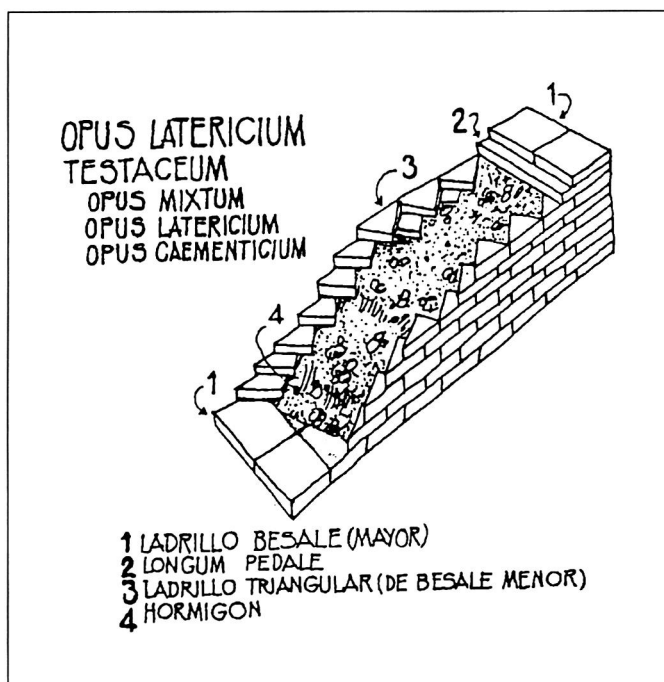 OPUS LATERICIUM
TESTACEUM
OPUS MIXTUM
OPUS LATERICIUM
OPUS CAEMENTICIUM
1
2
3
4
1
1 LADRILLO BESALE (MAYOR)
2 LONGUM PEDALE
3 LADRILLO TRIANGULAR (DE BESALE MENOR)
4 HORMIGON